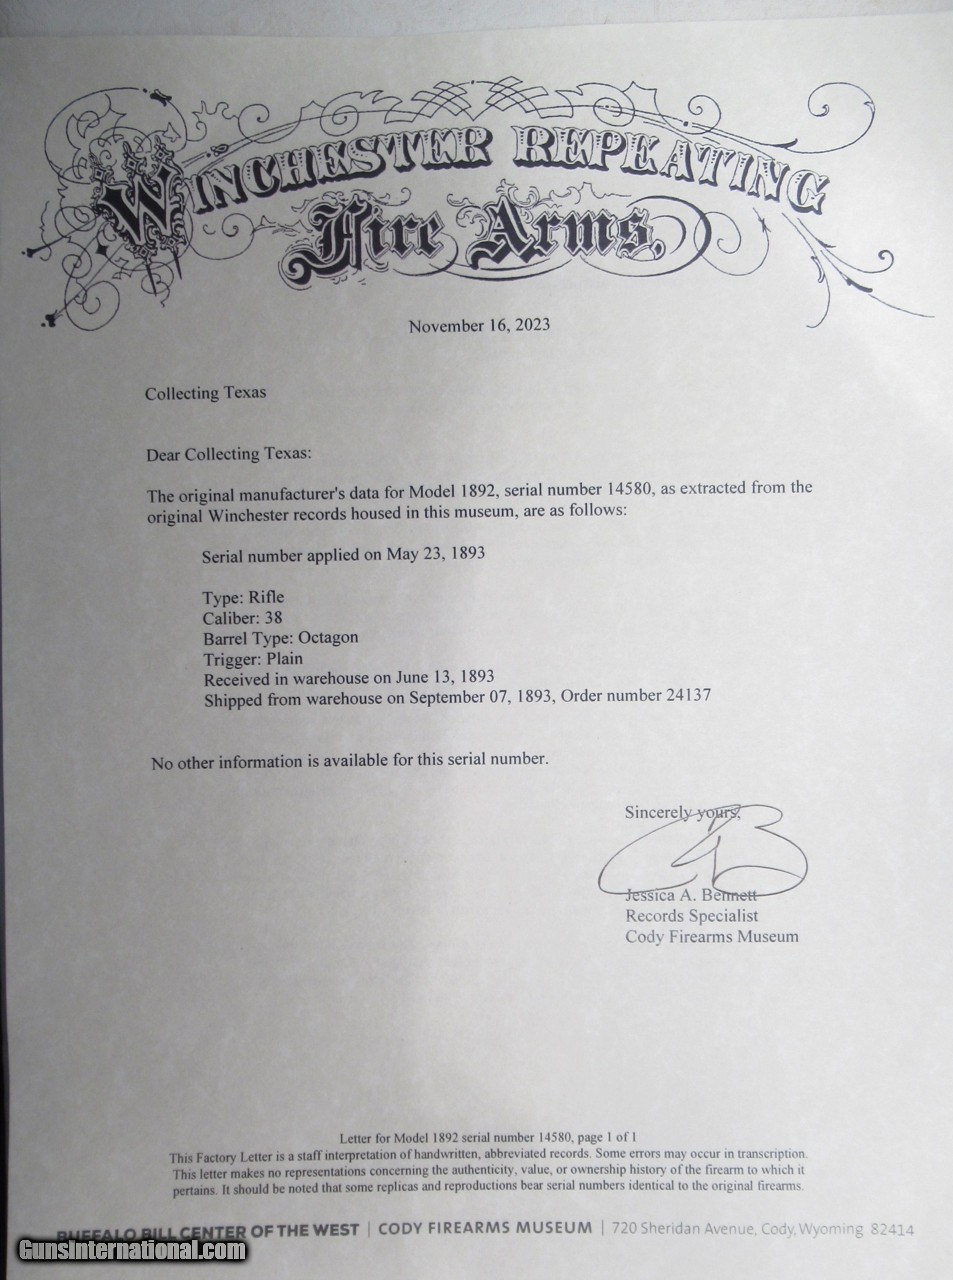 WINCHESTER REPEATING
Fire Arms.
November 16, 2023
Collecting Texas
Dear Collecting Texas:
The original manufacturer's data for Model 1892, serial number 14580, as extracted from the
original Winchester records housed in this museum, are as follows:
Serial number applied on May 23, 1893
Type: Rifle
Caliber: 38
Barrel Type: Octagon
Trigger: Plain
Received in warehouse on June 13, 1893
Shipped from warehouse on September 07, 1893, Order number 24137
No other information is available for this serial number.
Sincerely yours,
Jessica A. Bennett
Records Specialist
Cody Firearms Museum
Letter for Model 1892 serial number 14580, page 1 of 1
This Factory Letter is a staff interpretation of handwritten, abbreviated records. Some errors may occur in transcription.
This letter makes no representations concerning the authenticity, value, or ownership history of the firearm to which it
pertains. It should be noted that some replicas and reproductions bear serial numbers identical to the original firearms.
BUFFALO BILL CENTER OF THE WEST | CODY FIREARMS MUSEUM | 720 Sheridan Avenue, Cody, Wyoming 82414
GunsInternational.com